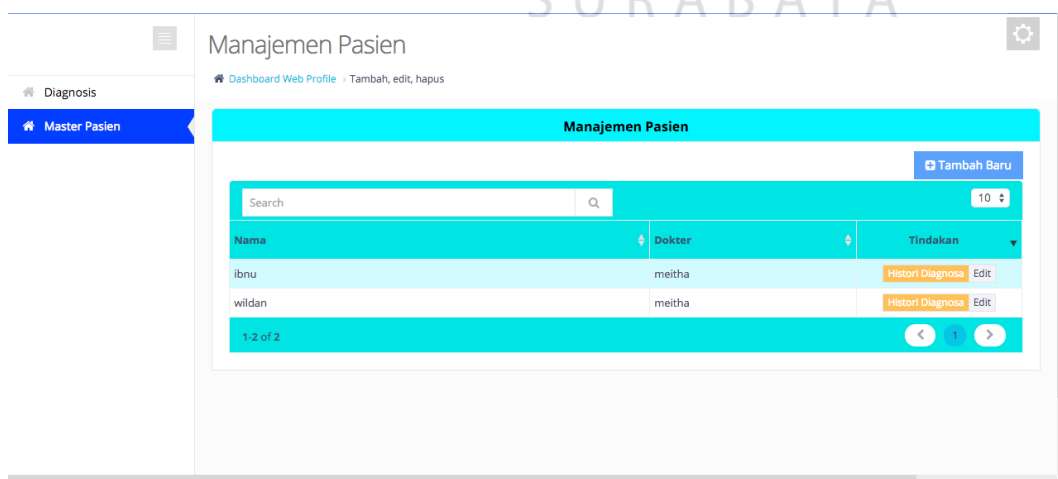 SURABAYA
Manajemen Pasien
Dashboard Web Profile › Tambah, edit, hapus
Diagnosis
Master Pasien
Manajemen Pasien
Tambah Baru
Search
10
Nama Dokter Tindakan
ibnu meitha Histori Diagnosa Edit
wildan meitha Histori Diagnosa Edit
1-2 of 2
1